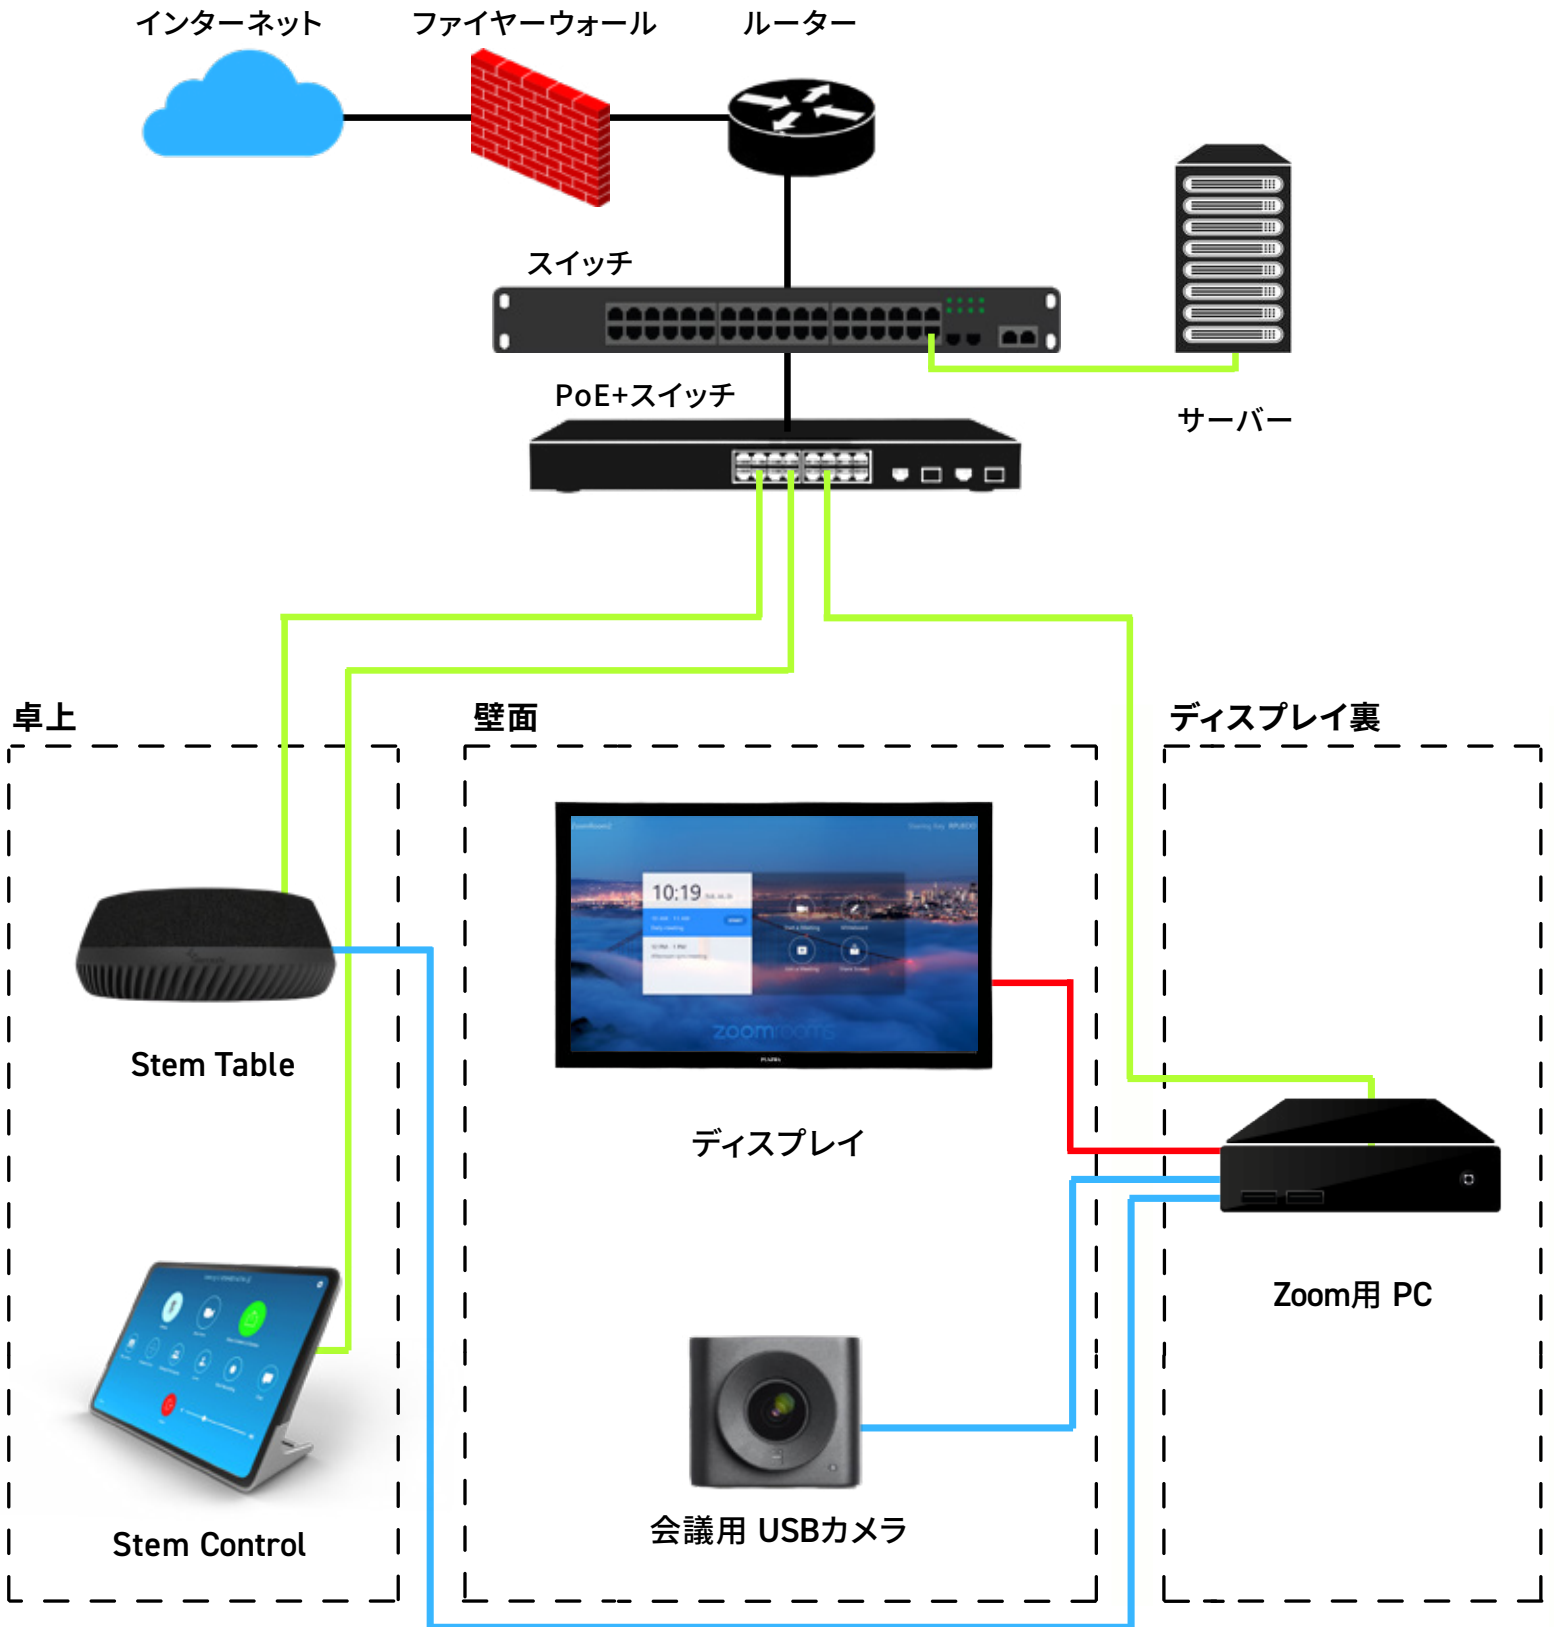 インターネット
ファイヤーウォール
ルーター
スイッチ
PoE+スイッチ
サーバー
卓上
壁面
ディスプレイ裏
10:19
zoomrooms
Stem Table
ディスプレイ
Zoom用 PC
会議用 USBカメラ
Stem Control